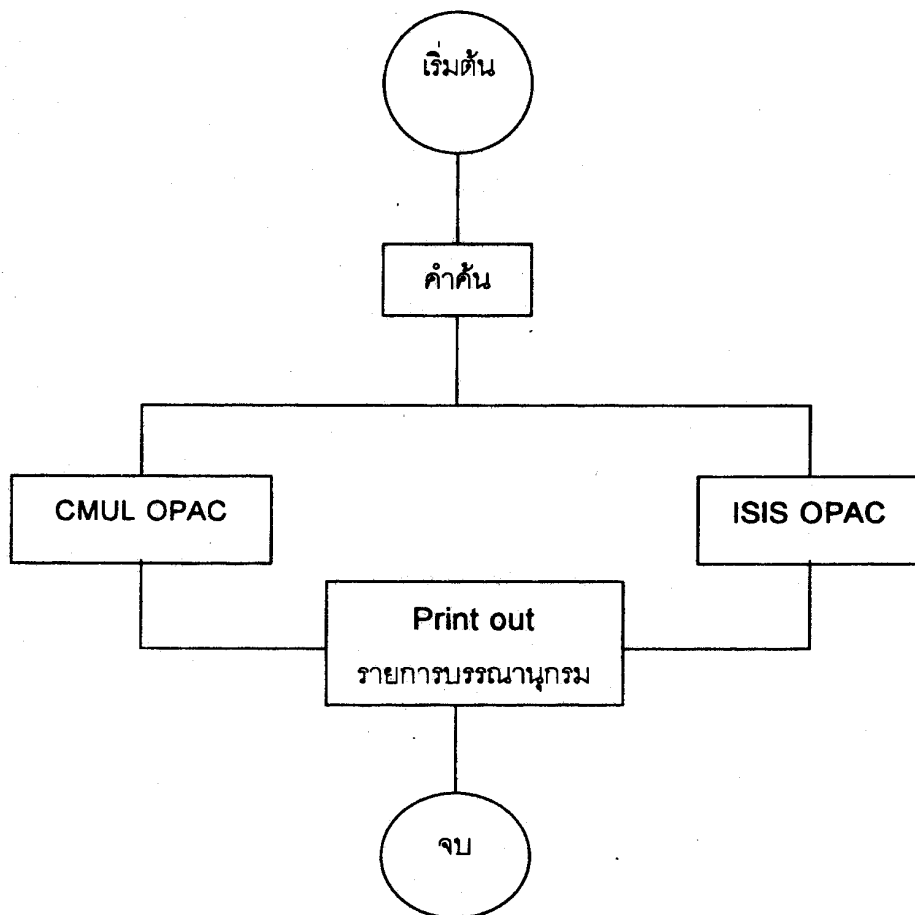 เริ่มต้น
คำค้น
CMUL OPAC
ISIS OPAC
Print out
รายการบรรณานุกรม
จบ